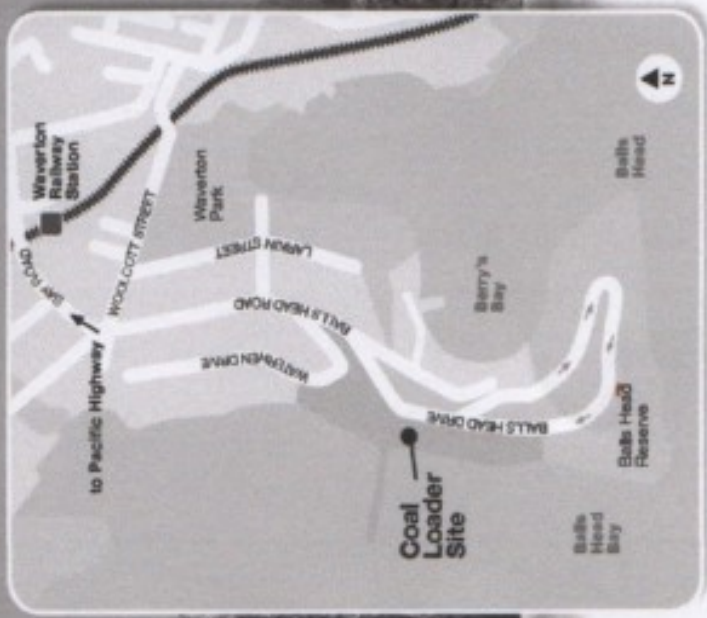 Waverton
Railway
Station
BAY ROAD
WOOLCOTT STREET
to Pacific Highway
Waverton
Park
LARKIN STREET
BALLS HEAD ROAD
WATERVIEW DRIVE
Berry's
Bay
Balls
Head
BALLS HEAD DRIVE
Coal
Loader
Site
Balls Head
Reserve
Balls
Head
Bay
N